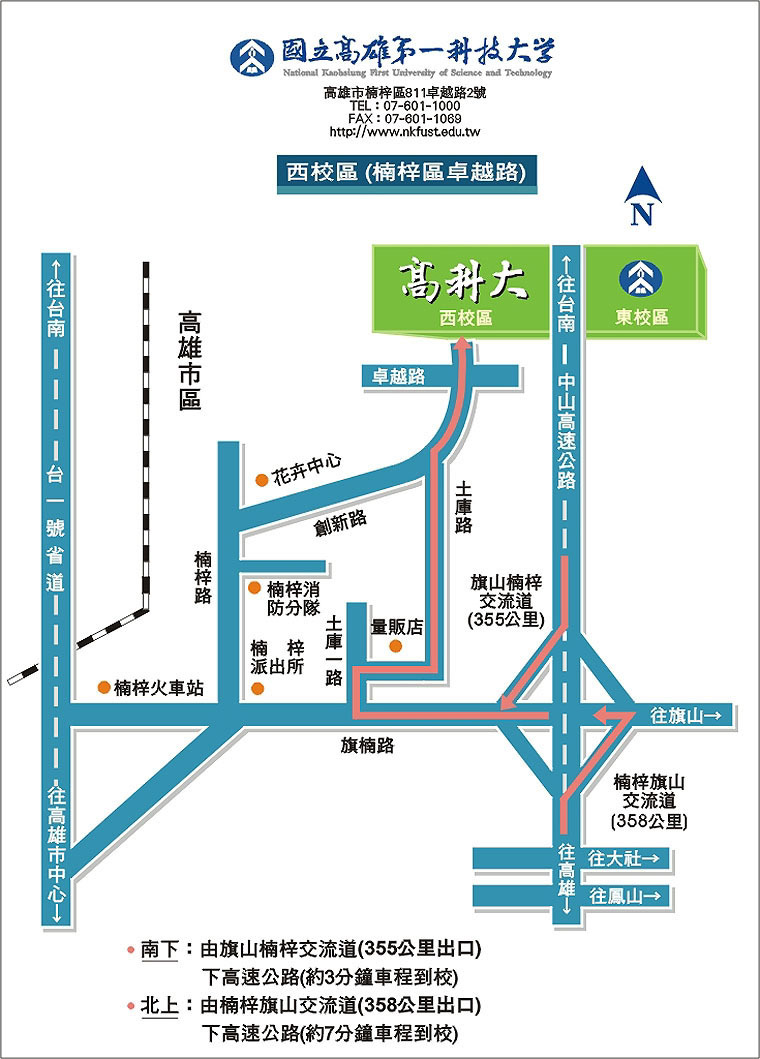 國立高雄第一科技大学
National Kaohsiung First University of Science and Technology
高雄市楠梓區811卓越路2號
TEL：07-601-1000
FAX：07-601-1069
http://www.nkfust.edu.tw
西校區 (楠梓區卓越路)
N
高科大
西校區
東校區
←往台南
台一號省道
往高雄市中心→
高雄市區
←往台南
中山高速公路
往高雄→
卓越路
花卉中心
創新路
土庫路
楠梓路
楠梓消
防分隊
楠梓
派出所
土庫一路
量販店
旗山楠梓
交流道
(355公里)
楠梓火車站
旗楠路
往旗山→
楠梓旗山
交流道
(358公里)
往大社→
往鳳山→
• 南下：由旗山楠梓交流道(355公里出口)
下高速公路(約3分鐘車程到校)
• 北上：由楠梓旗山交流道(358公里出口)
下高速公路(約7分鐘車程到校)